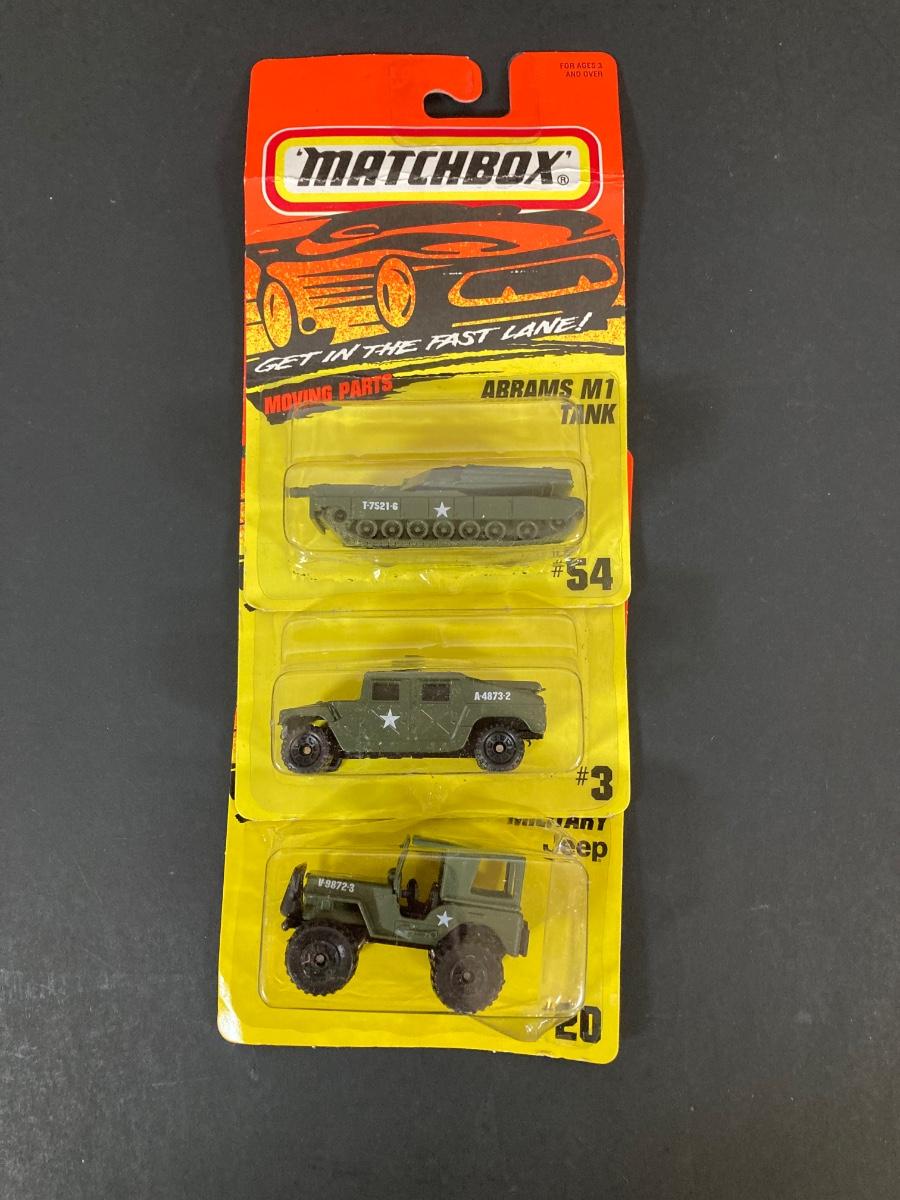 FOR AGES 3
AND OVER
'MATCHBOX'®
GET IN THE FAST LANE!
MOVING PARTS
ABRAMS M1
TANK
T-7521-6
#54
A-4873-2
#3
MILITARY
Jeep
V-9872-3
20